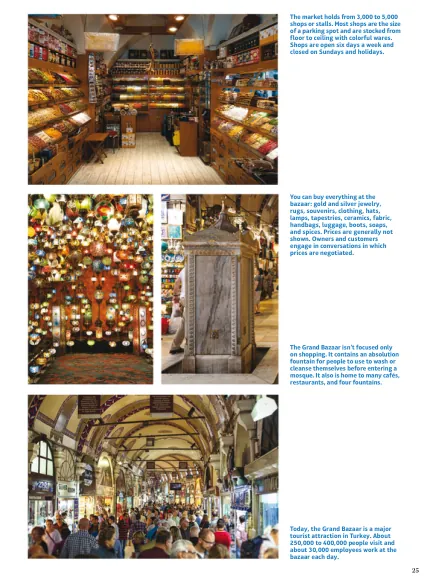 The market holds from 3,000 to 5,000
shops or stalls. Most shops are the size
of a parking spot and are stocked from
floor to ceiling with colorful wares.
Shops are open six days a week and
closed on Sundays and holidays.
You can buy everything at the
bazaar: gold and silver jewelry,
rugs, souvenirs, clothing, hats,
lamps, tapestries, ceramics, fabric,
handbags, luggage, boots, soaps,
and spices. Prices are generally not
shown. Owners and customers
engage in conversations in which
prices are negotiated.
The Grand Bazaar isn't focused only
on shopping. It contains an absolution
fountain for people to use to wash or
cleanse themselves before entering a
mosque. It also is home to many cafés,
restaurants, and four fountains.
Today, the Grand Bazaar is a major
tourist attraction in Turkey. About
250,000 to 400,000 people visit and
about 30,000 employees work at the
bazaar each day.
25